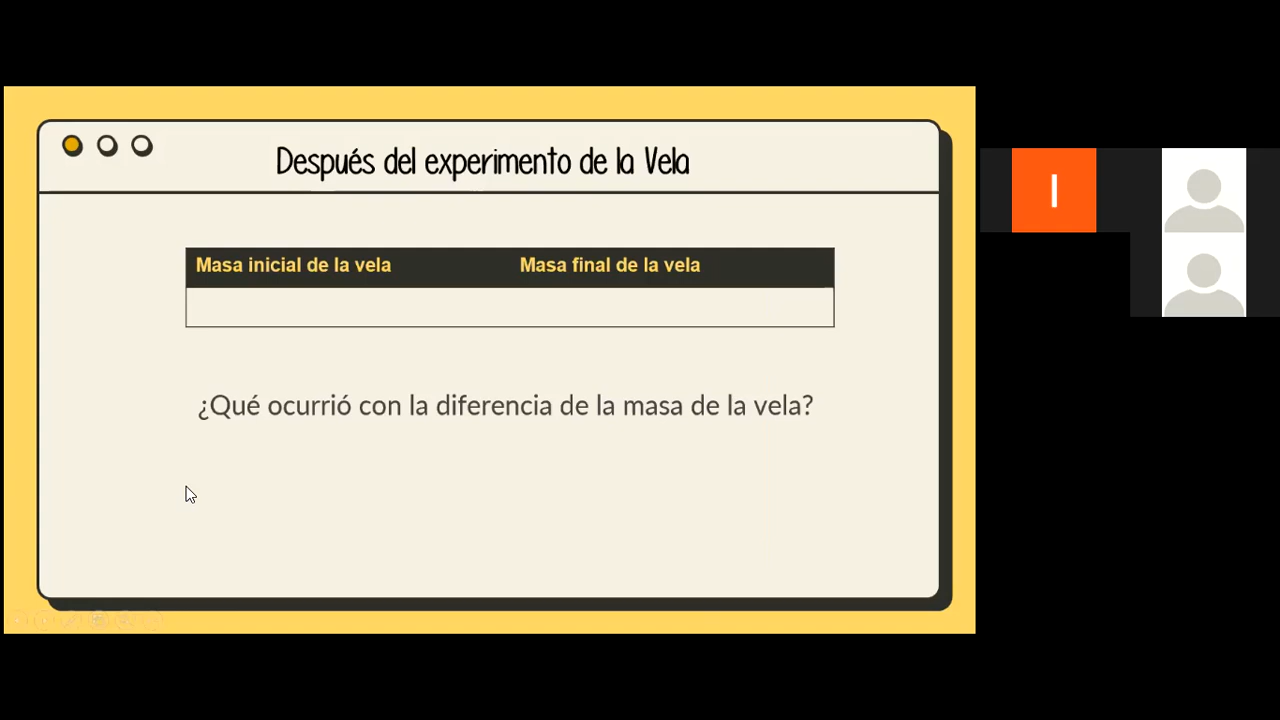 Después del experimento de la Vela
Masa inicial de la vela
Masa final de la vela
¿Qué ocurrió con la diferencia de la masa de la vela?
I